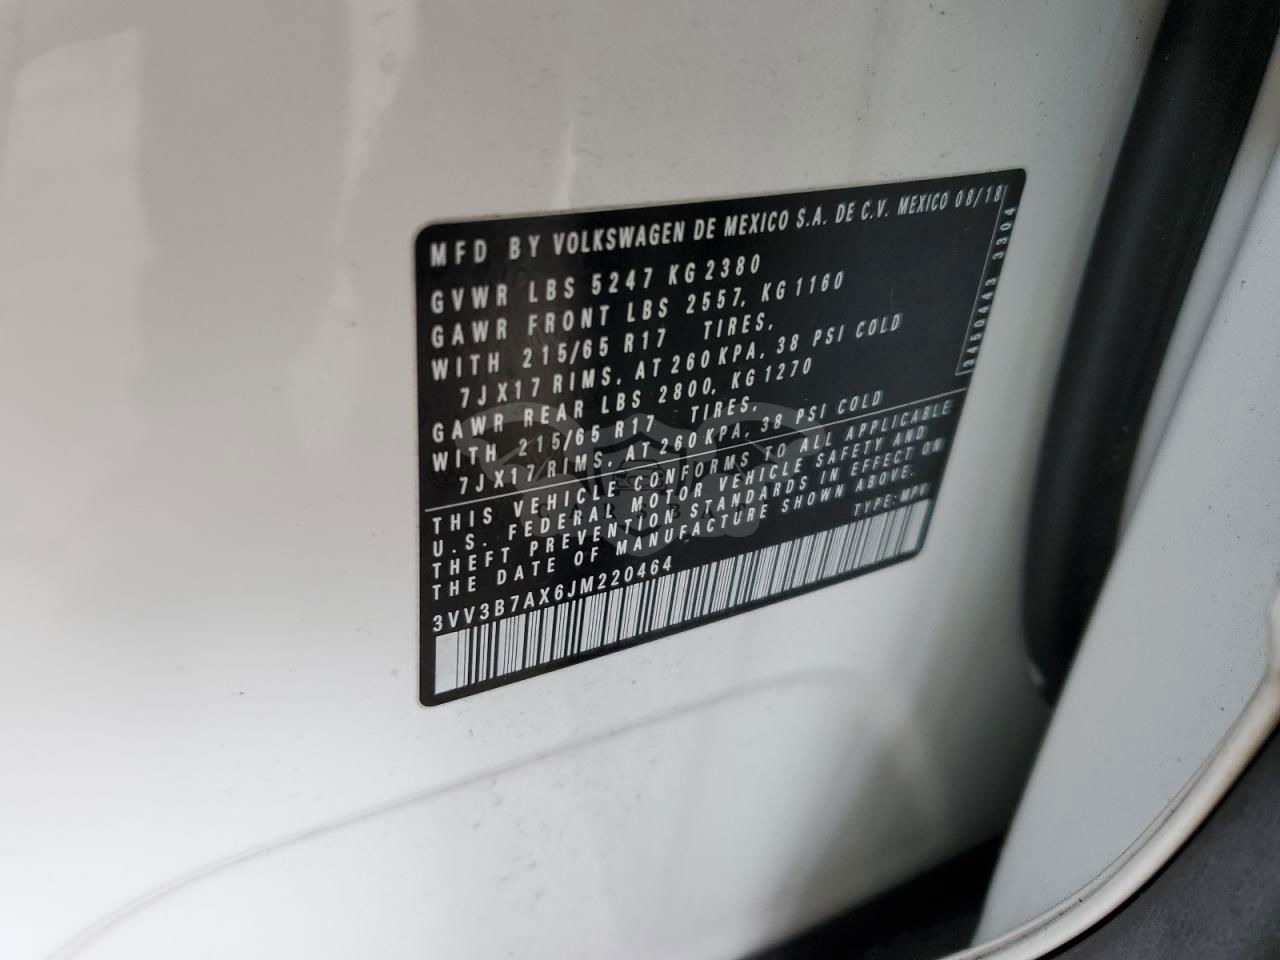 MFD BY VOLKSWAGEN DE MEXICO S.A. DE C.V. MEXICO 08/18
GVWR LBS 5247 KG 2380
GAWR FRONT LBS 2557, KG 1160
WITH 215/65 R17 TIRES,
7JX17 RIMS, AT 260 KPA, 38 PSI COLD
GAWR REAR LBS 2800, KG 1270
WITH 215/65 R17 TIRES,
7JX17 RIMS, AT 260 KPA, 38 PSI COLD
3450443 3304
THIS VEHICLE CONFORMS TO ALL APPLICABLE
U.S. FEDERAL MOTOR VEHICLE SAFETY AND
THEFT PREVENTION STANDARDS IN EFFECT ON
THE DATE OF MANUFACTURE SHOWN ABOVE.
3VV3B7AX6JM220464 TYPE: MPV